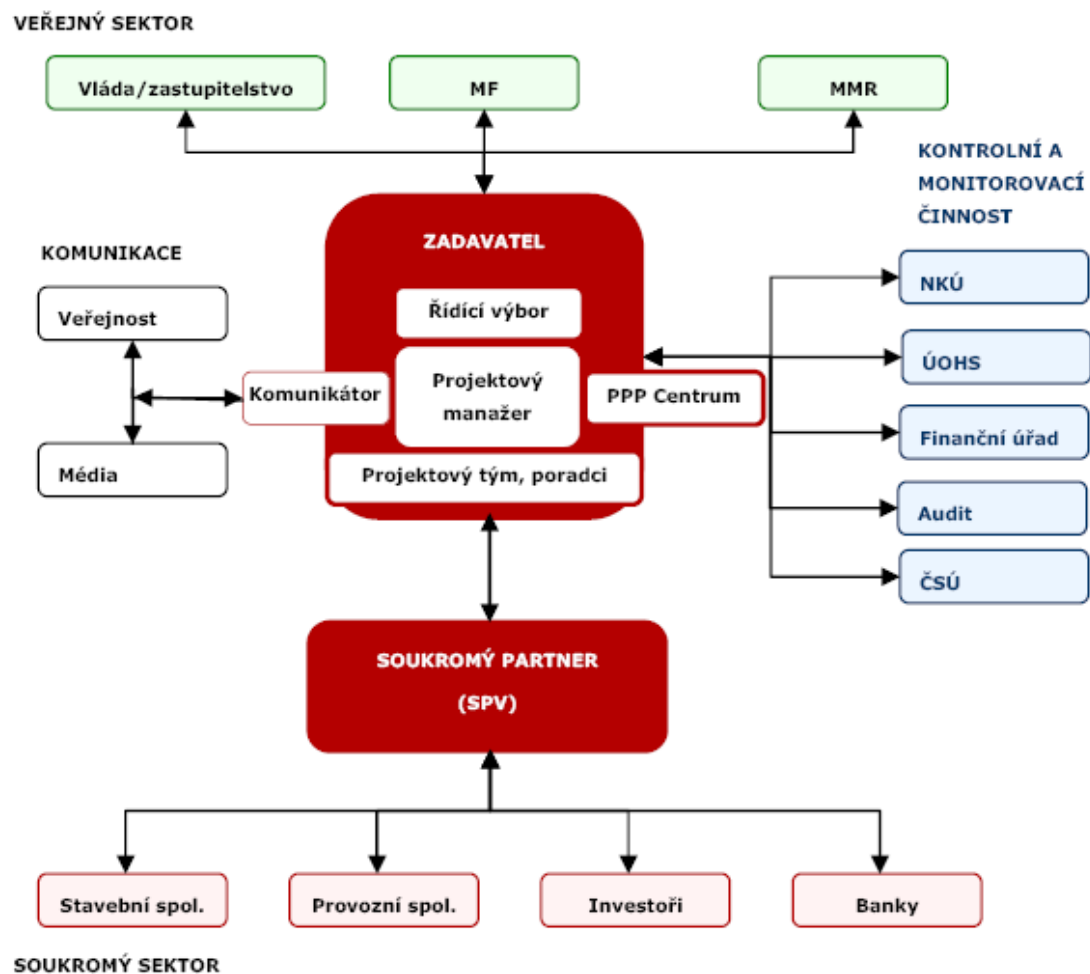 VEŘEJNÝ SEKTOR
Vláda/zastupitelstvo
MF
MMR
KONTROLNÍ A
MONITOROVACÍ
ČINNOST
ZADAVATEL
KOMUNIKACE
NKÚ
Řídící výbor
Veřejnost
ÚOHS
Projektový
manažer
Komunikátor
PPP Centrum
Finanční úřad
Média
Projektový tým, poradci
Audit
ČSÚ
SOUKROMÝ PARTNER
(SPV)
Stavební spol.
Provozní spol.
Investoři
Banky
SOUKROMÝ SEKTOR